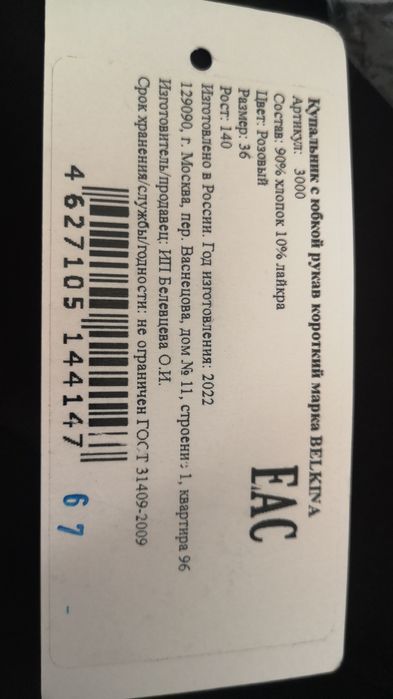 Купальник с юбкой рукав короткий марка BELKINA
Артикул: 3000
Состав: 90% хлопок 10% лайкра
Цвет: Розовый
Размер: 36
Рост: 140
EAC
Изготовлено в России. Год изготовления: 2022
129090, г. Москва, пер. Васнецова, дом № 11, строение 1, квартира 96
Изготовитель/продавец: ИП Белевцева О.И.
Срок хранения/службы/годности: не ограничен ГОСТ 31409-2009
4 627105 144147 67 -